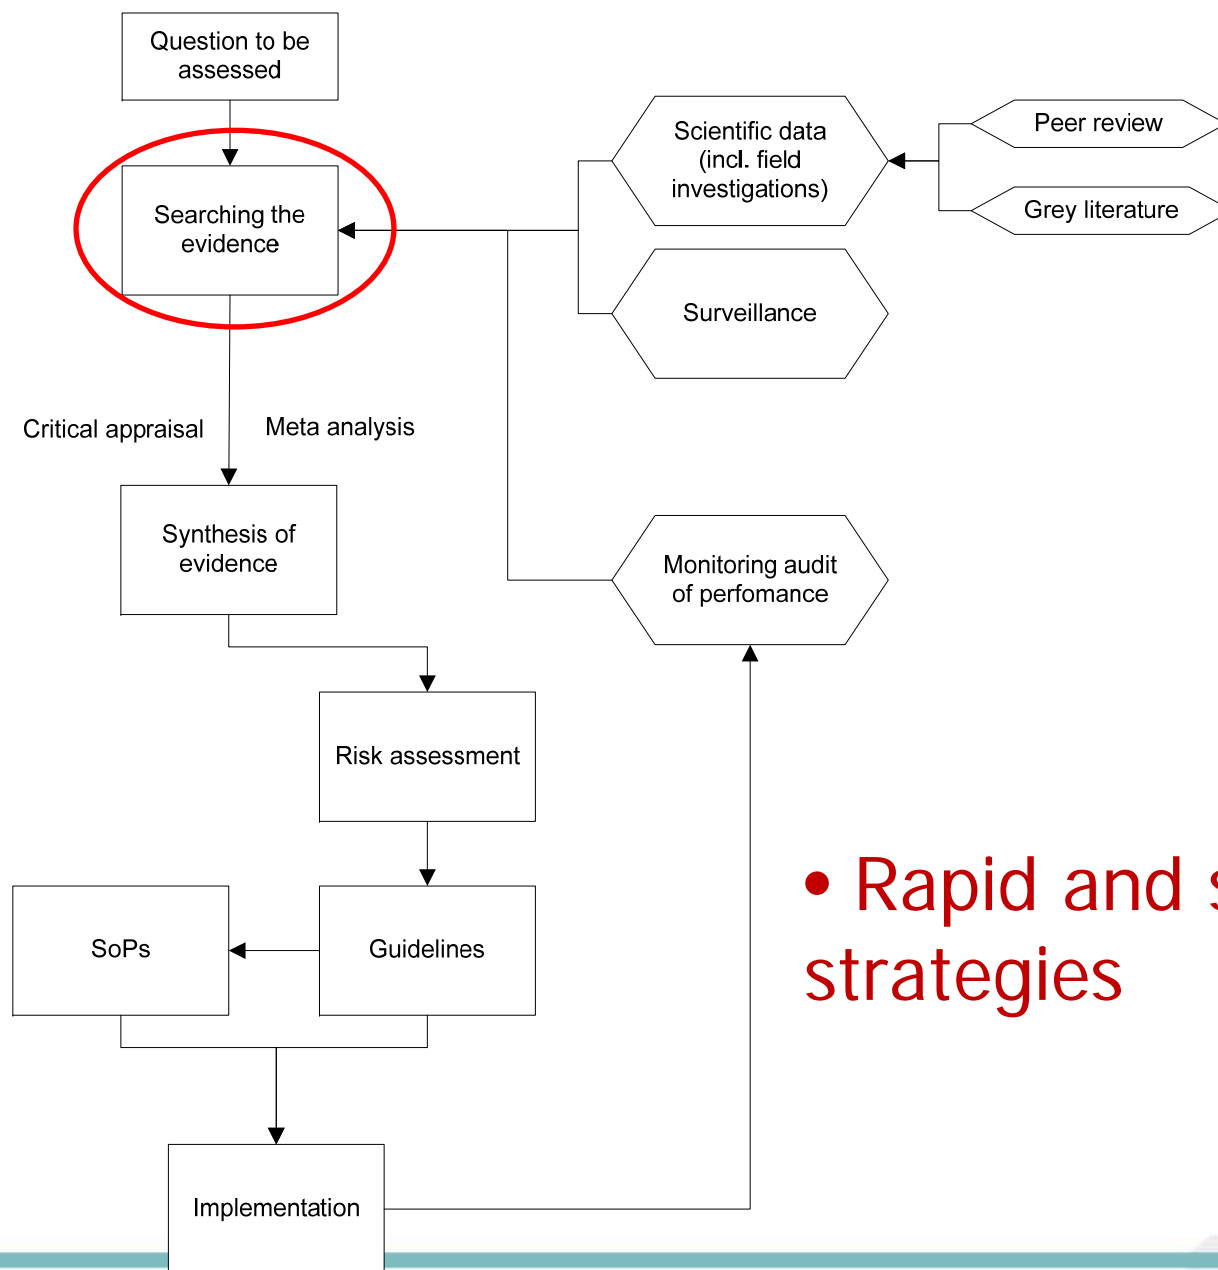 Question to be
assessed
Searching the
evidence
Scientific data
(incl. field
investigations)
Peer review
Grey literature
Surveillance
Critical appraisal
Meta analysis
Synthesis of
evidence
Monitoring audit
of perfomance
Risk assessment
• Rapid and
strategies
SoPs
Guidelines
Implementation